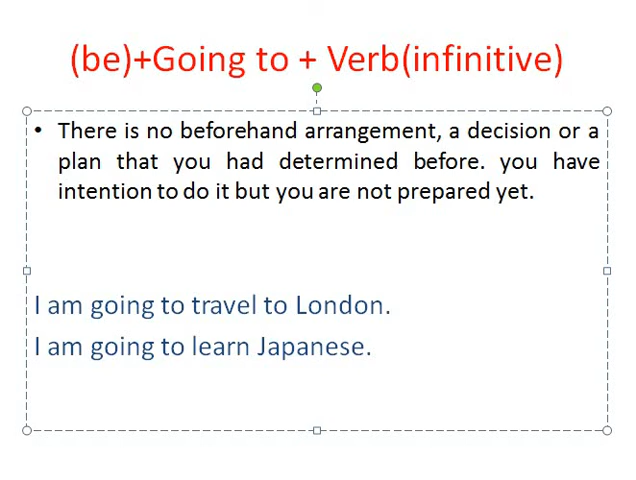 (be)+Going to + Verb(infinitive)
• There is no beforehand arrangement, a decision or a
plan that you had determined before. you have
intention to do it but you are not prepared yet.
I am going to travel to London.
I am going to learn Japanese.